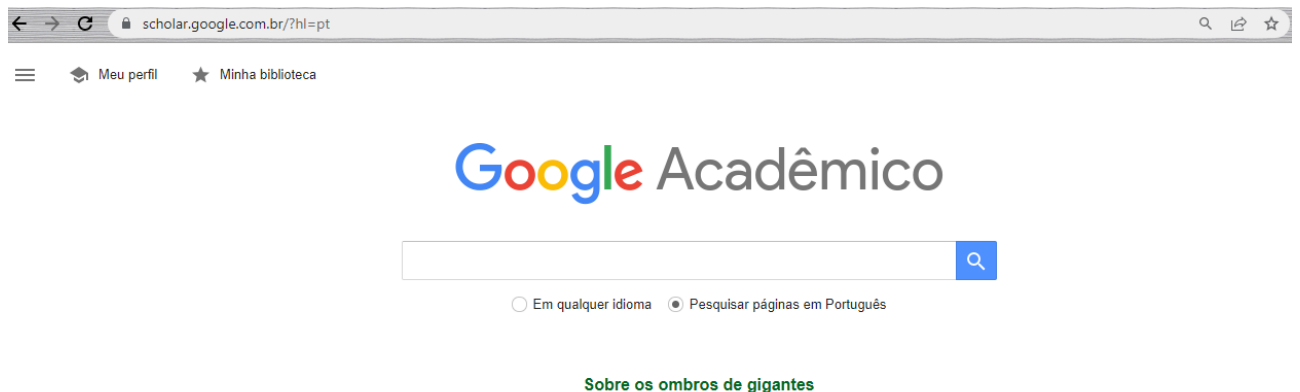 scholar.google.com.br/?hl=pt
Meu perfil Minha biblioteca
Google Acadêmico
Em qualquer idioma Pesquisar páginas em Português
Sobre os ombros de gigantes